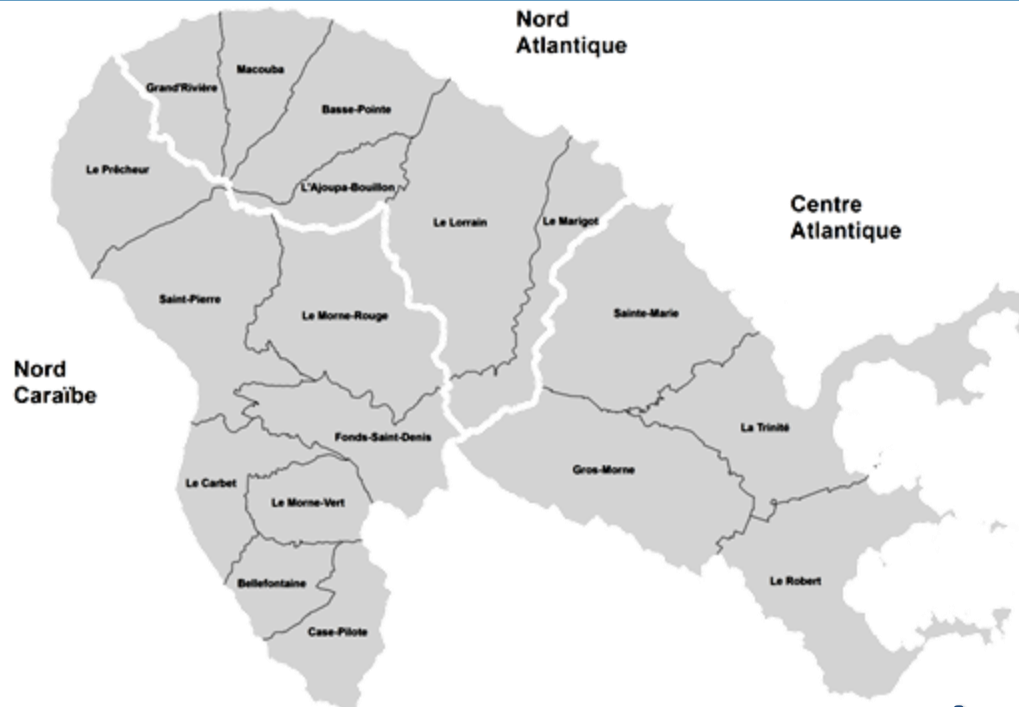 Nord
Atlantique
Macouba
Grand'Rivière
Basse-Pointe
Le Prêcheur
L'Ajoupa-Bouillon
Le Lorrain
Le Marigot
Centre
Atlantique
Saint-Pierre
Le Morne-Rouge
Sainte-Marie
Nord
Caraïbe
La Trinité
Fonds-Saint-Denis
Gros-Morne
Le Carbet
Le Morne-Vert
Bellefontaine
Le Robert
Case-Pilote